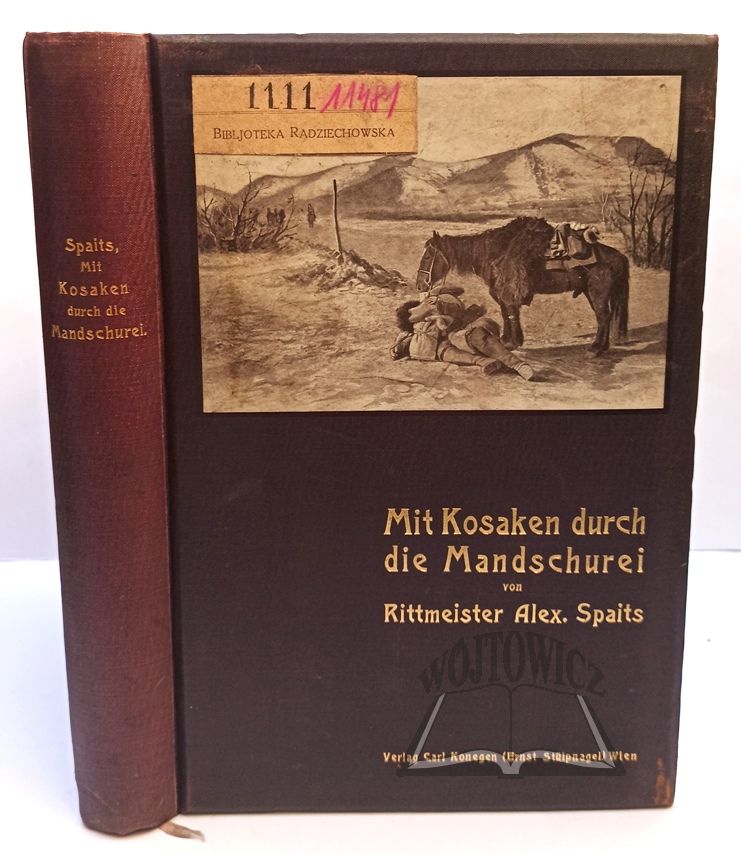 Spaits,
Mit
Kosaken
durch die
Mandschurei.
1111 11481
BIBLJOTEKA RADZIECHOWSKA
Mit Kosaken durch
die Mandschurei
von
Rittmeister Alex. Spaits
WÓJTOWICZ
Verlag Carl Konegen (Ernst Stülpnagel) Wien